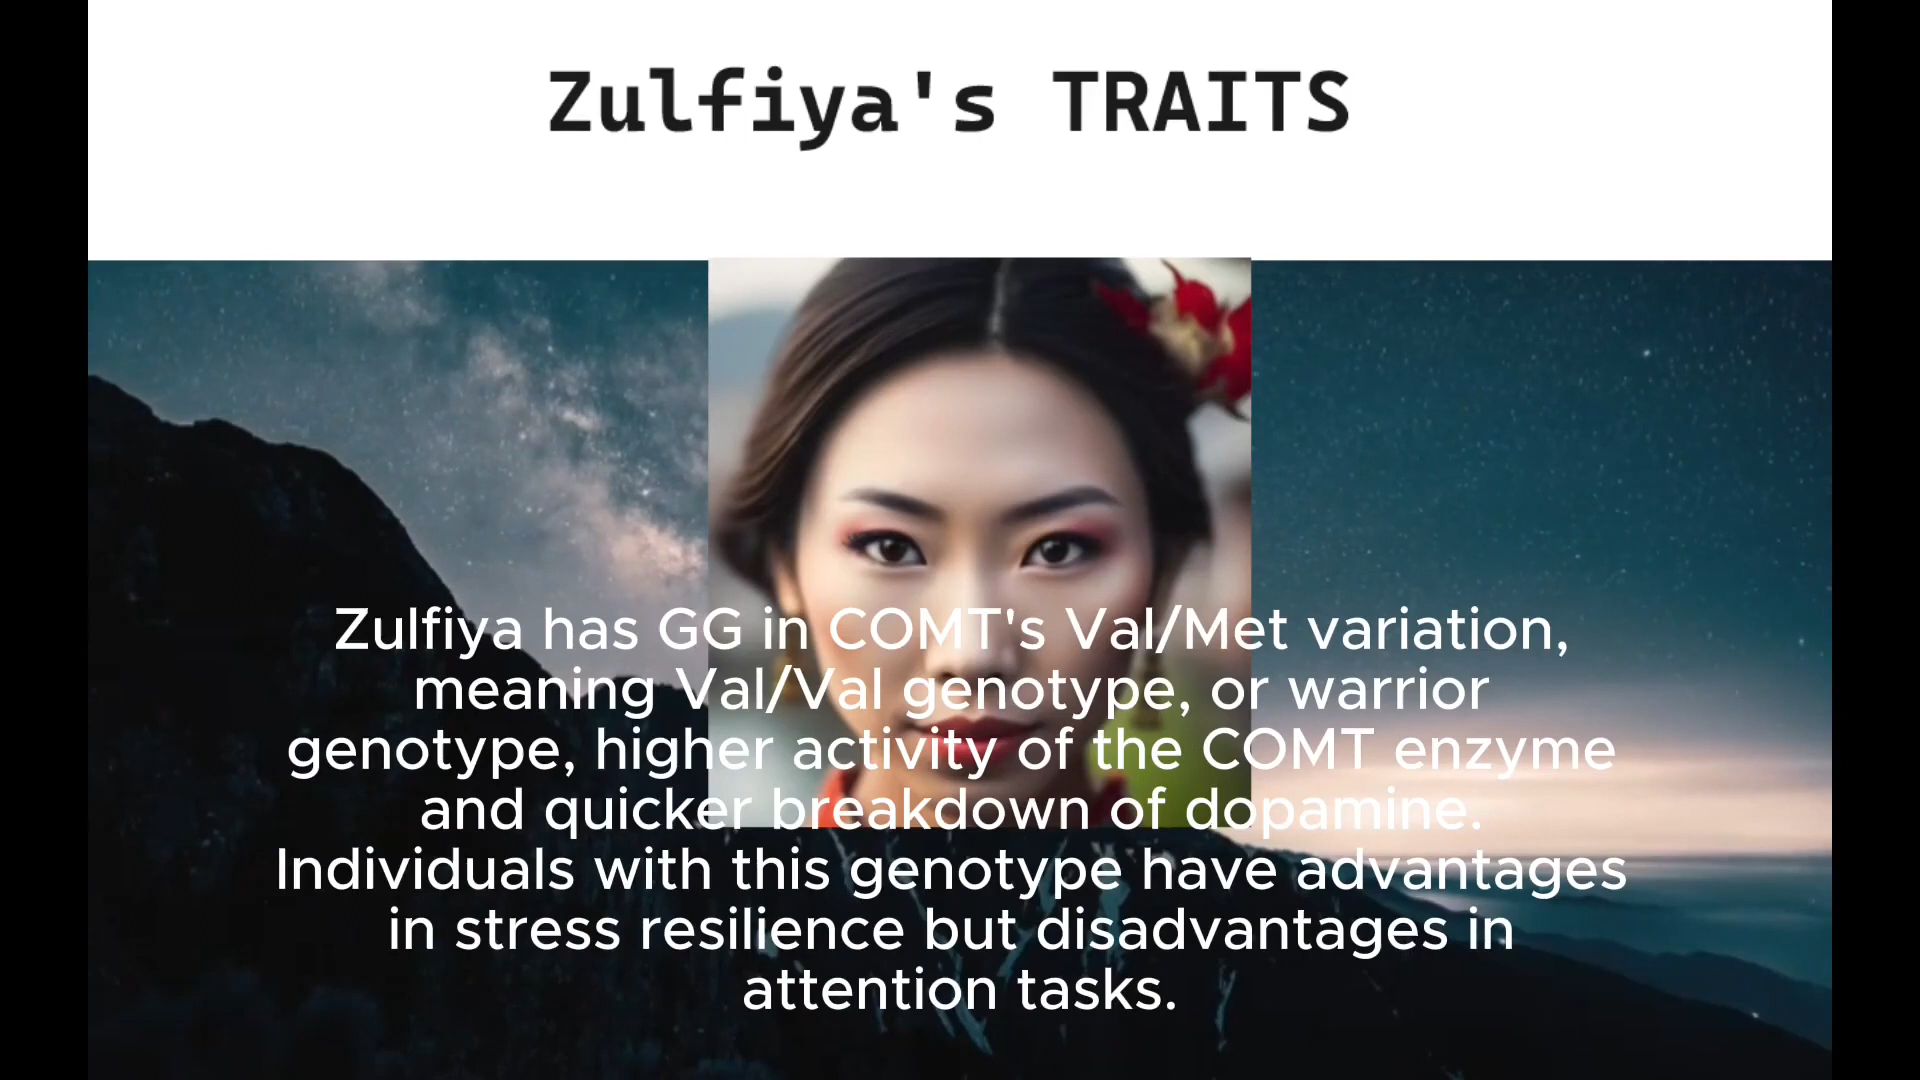 Zulfiya's TRAITS
Zulfiya has GG in COMT's Val/Met variation,
meaning Val/Val genotype, or warrior
genotype, higher activity of the COMT enzyme
and quicker breakdown of dopamine.
Individuals with this genotype have advantages
in stress resilience but disadvantages in
attention tasks.